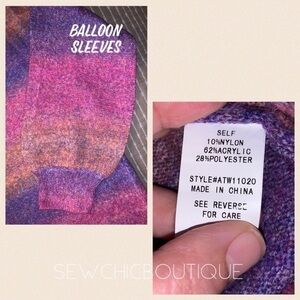 BALLOON
SLEEVES
SELF
10%NYLON
62%ACRYLIC
28%POLYESTER
STYLE#ATW11020
MADE IN CHINA
SEE REVERSE
FOR CARE
SEWCHICBOUTIQUE